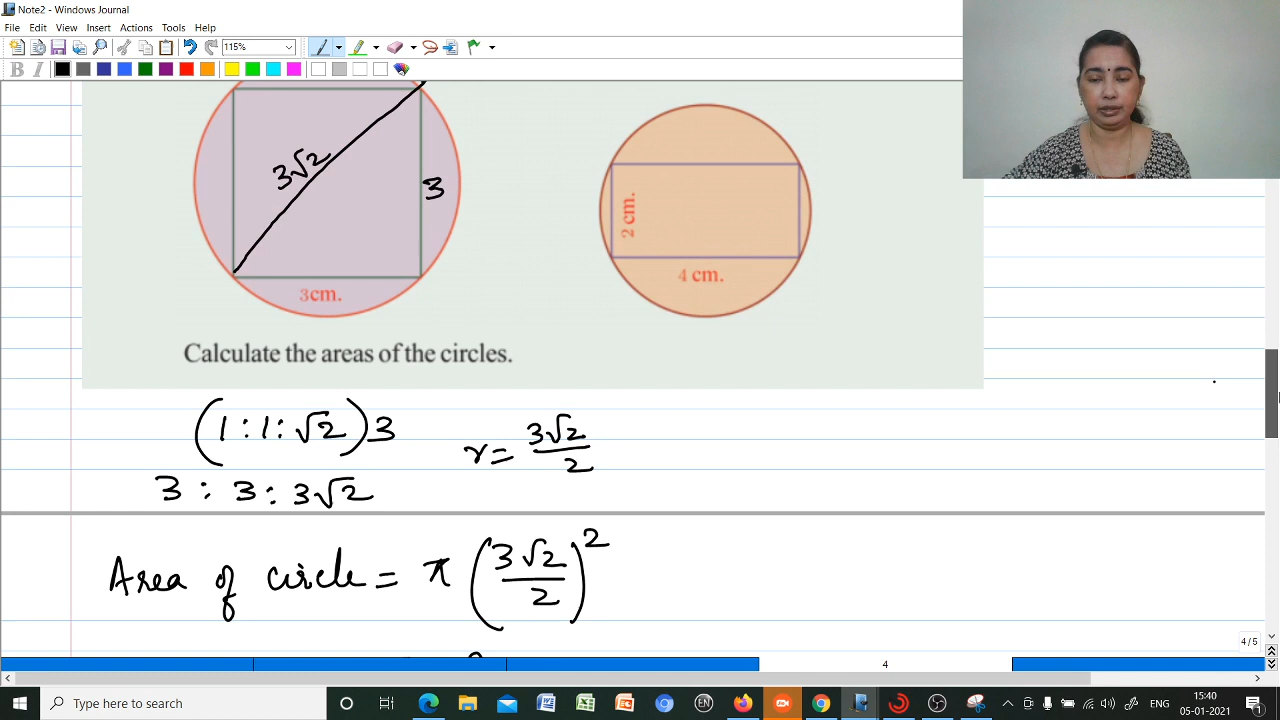 Note2 - Windows Journal
File Edit View Insert Actions Tools Help
115%
B I
3√2
3
3cm.
2 cm.
4 cm.
Calculate the areas of the circles.
(1 : 1 : √2) 3
r = 3√2/2
3 : 3 : 3√2
Area of circle = π (3√2/2)²
4/5
4
Type here to search
EN
ENG
15:40
05-01-2021